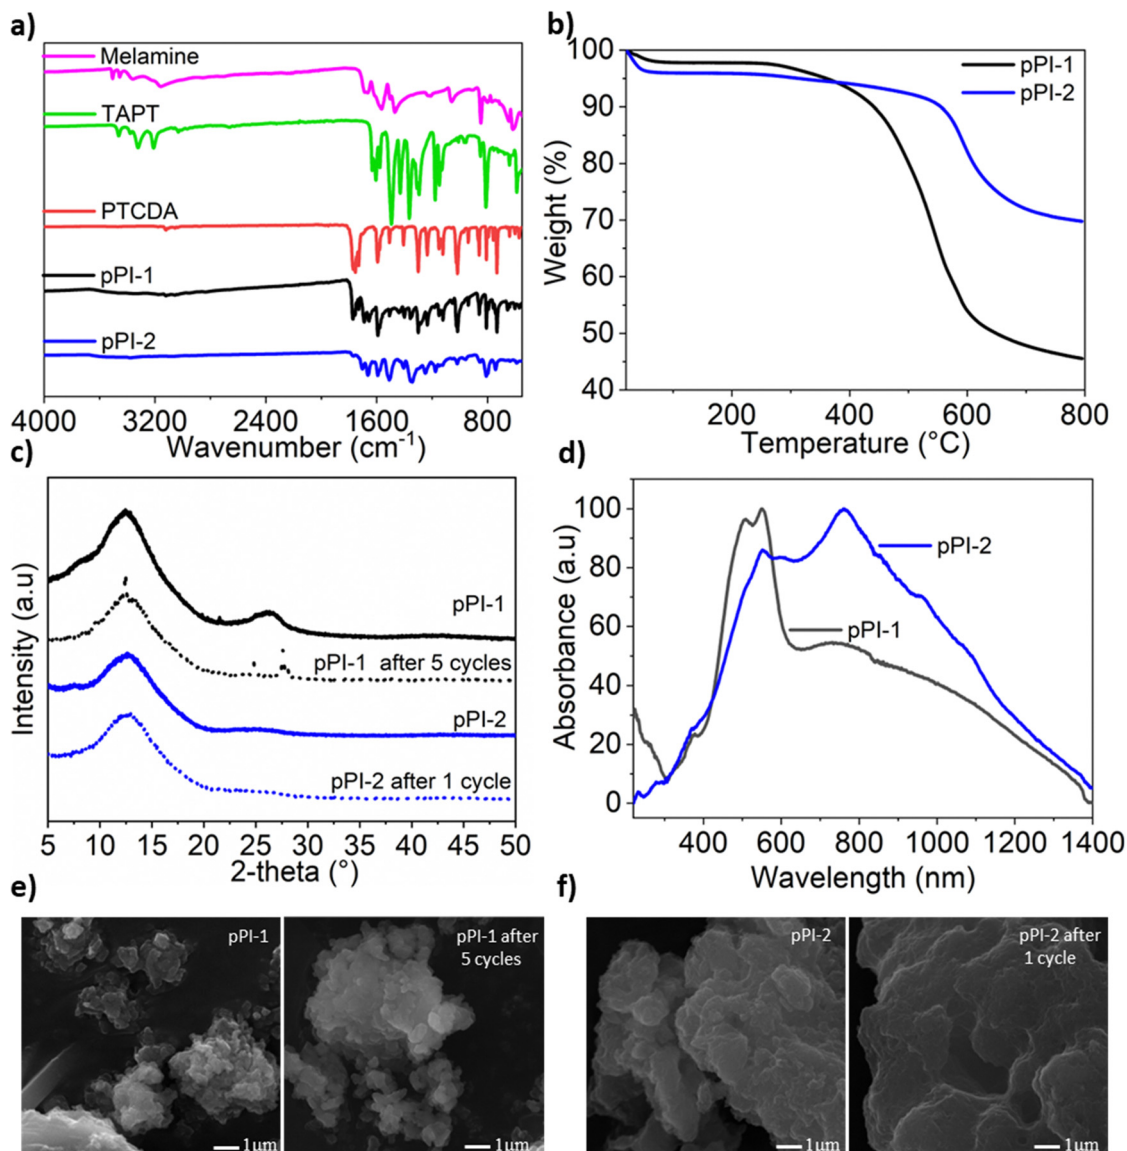 a)
Melamine
TAPT
PTCDA
pPI-1
pPI-2
4000 3200 2400 1600 800
Wavenumber (cm⁻¹)
b)
100
90
80
70
60
50
40
Weight (%)
pPI-1
pPI-2
200 400 600 800
Temperature (°C)
c)
Intensity (a.u)
pPI-1
pPI-1 after 5 cycles
pPI-2
pPI-2 after 1 cycle
5 10 15 20 25 30 35 40 45 50
2-theta (°)
d)
100
80
60
40
20
0
Absorbance (a.u)
pPI-2
pPI-1
400 600 800 1000 1200 1400
Wavelength (nm)
e)
pPI-1
1µm
pPI-1 after
5 cycles
1µm
f)
pPI-2
1µm
pPI-2 after
1 cycle
1µm